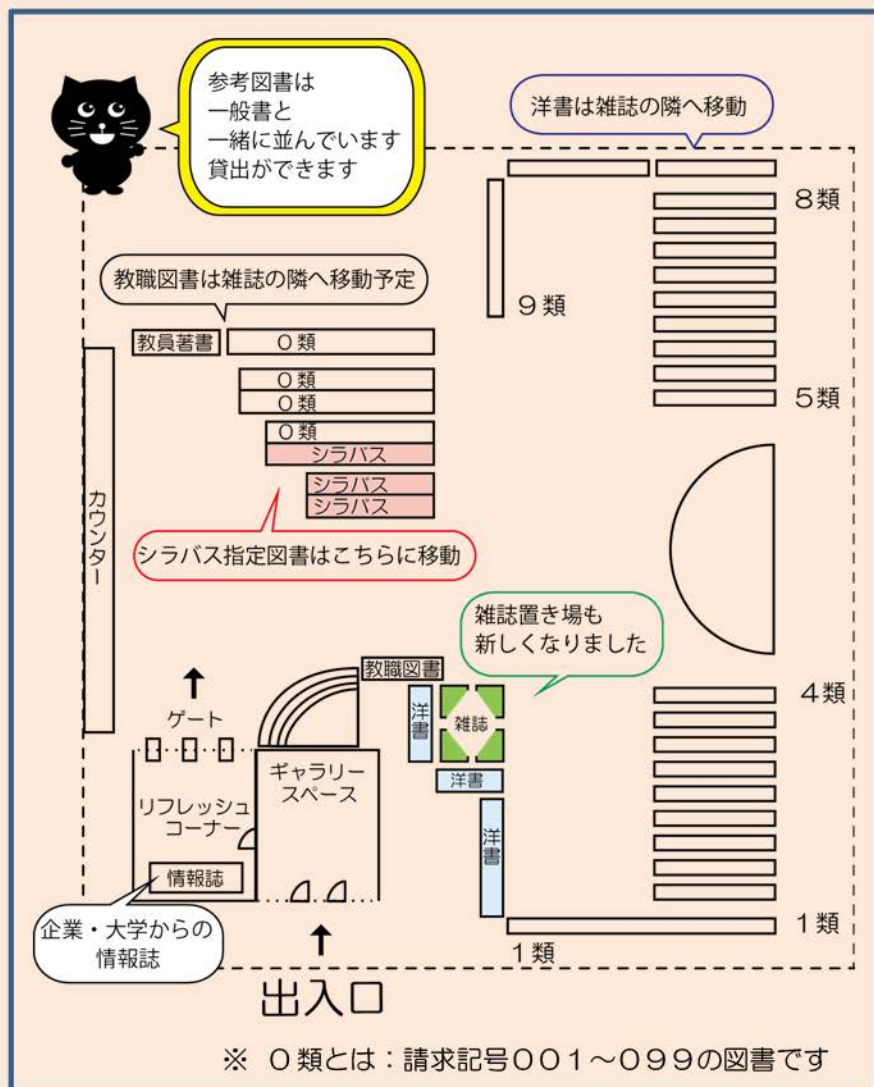 参考図書は
一般書と
一緒に並んでいます
貸出ができます
洋書は雑誌の隣へ移動
8類
教職図書は雑誌の隣へ移動予定
9類
教員著書
0類
0類
0類
5類
0類
シラバス
シラバス
シラバス
カウンター
シラバス指定図書はこちらに移動
雑誌置き場も
新しくなりました
教職図書
4類
洋書
雑誌
ゲート
洋書
ギャラリー
スペース
リフレッシュ
コーナー
洋書
情報誌
企業・大学からの
情報誌
1類
1類
出入口
※ 0類とは:請求記号001~099の図書です